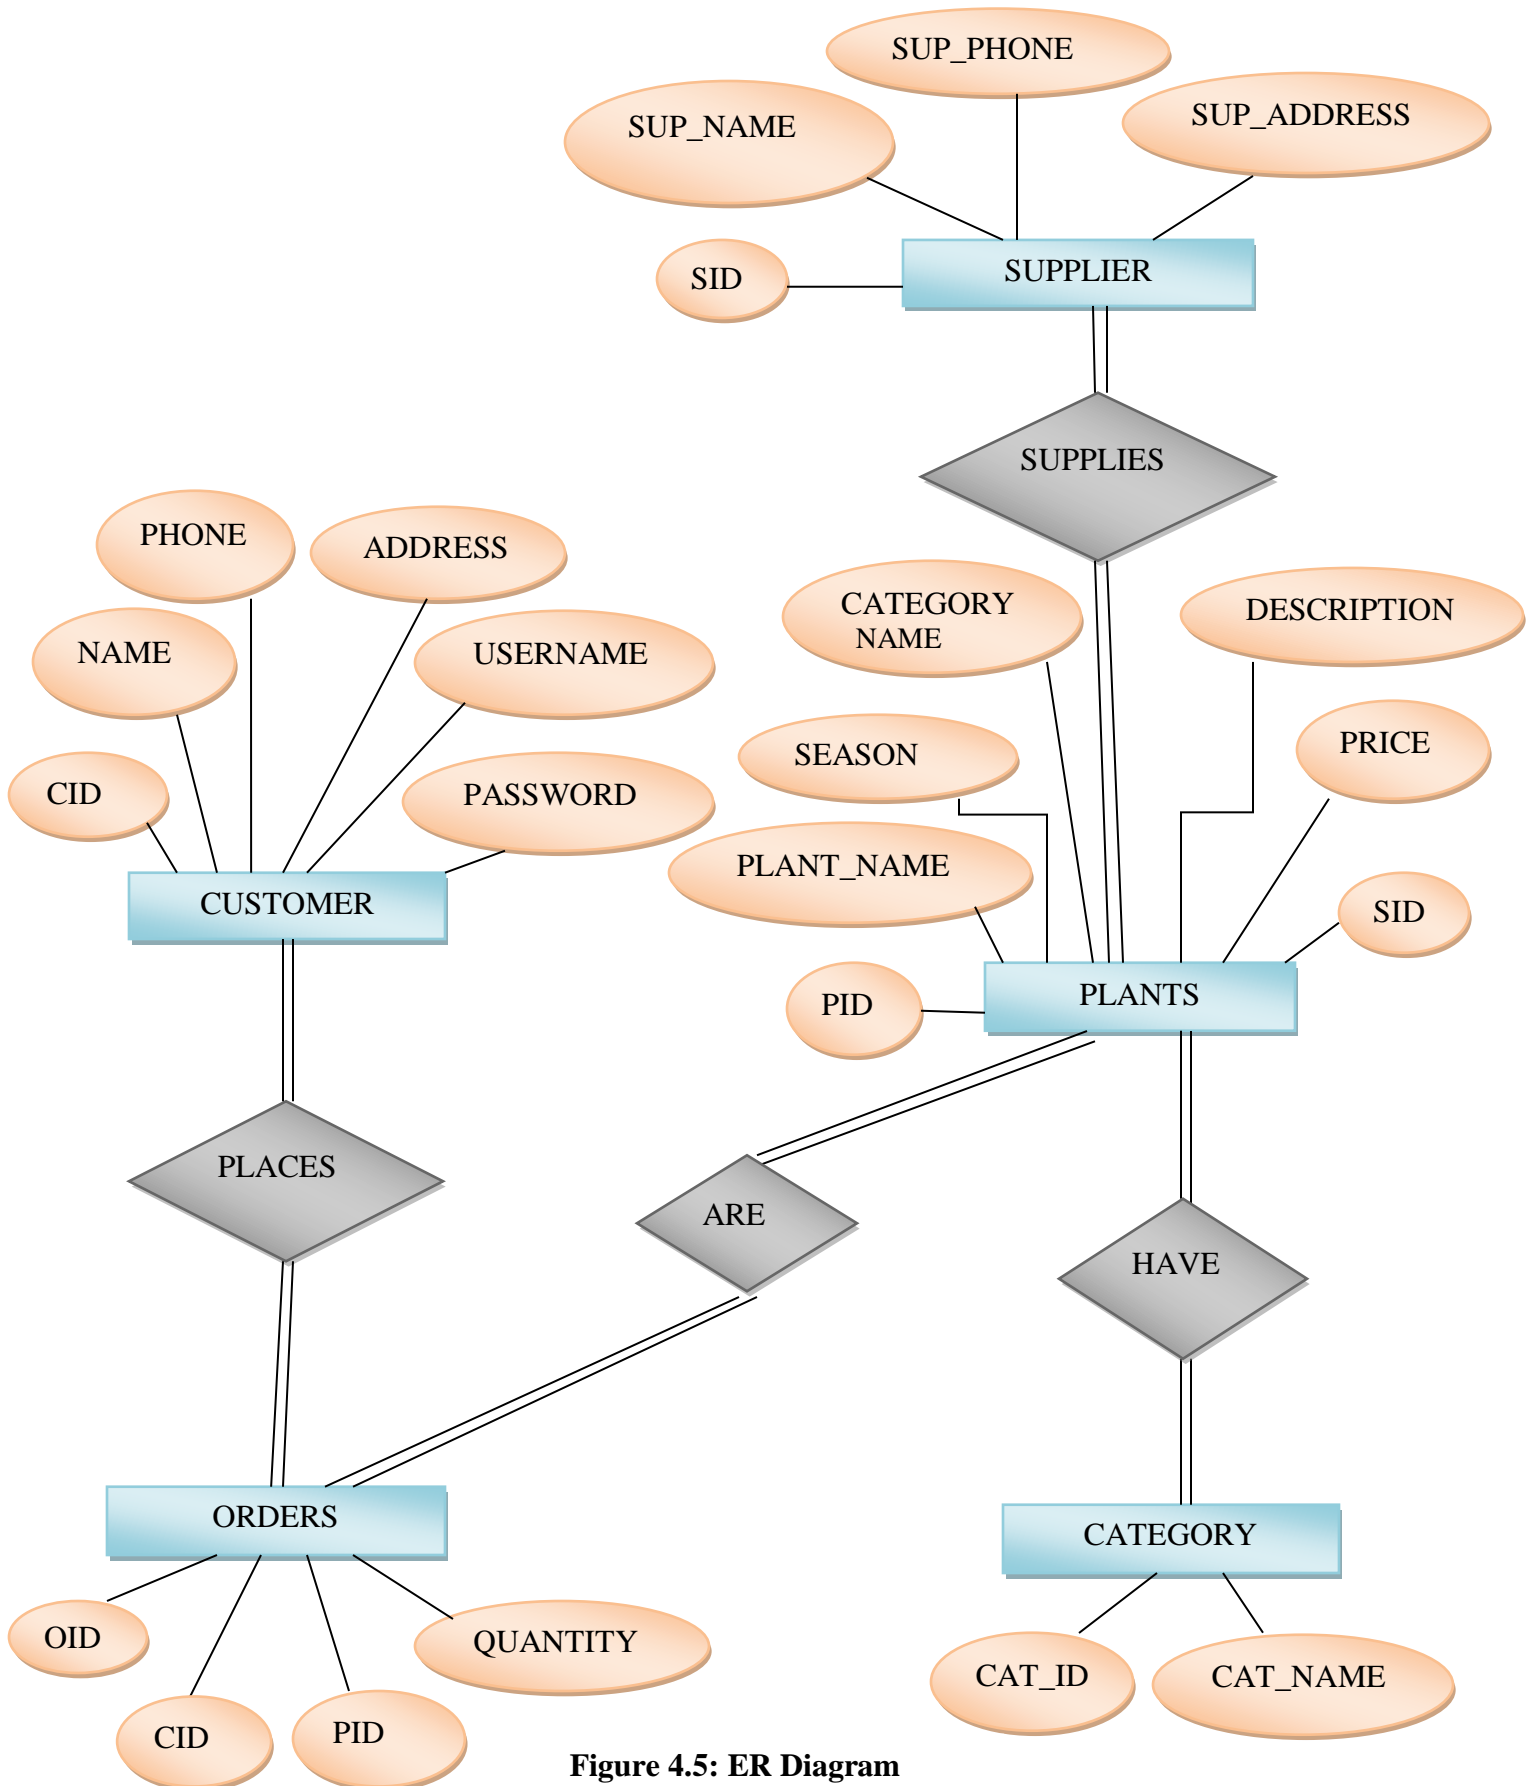 SUP_PHONE
SUP_NAME
SUP_ADDRESS
SID
SUPPLIER
SUPPLIES
PHONE
ADDRESS
NAME
USERNAME
CID
PASSWORD
CUSTOMER
CATEGORY
NAME
DESCRIPTION
SEASON
PRICE
PLANT_NAME
SID
PID
PLANTS
PLACES
ARE
HAVE
ORDERS
CATEGORY
OID
QUANTITY
CID
PID
CAT_ID
CAT_NAME
Figure 4.5: ER Diagram